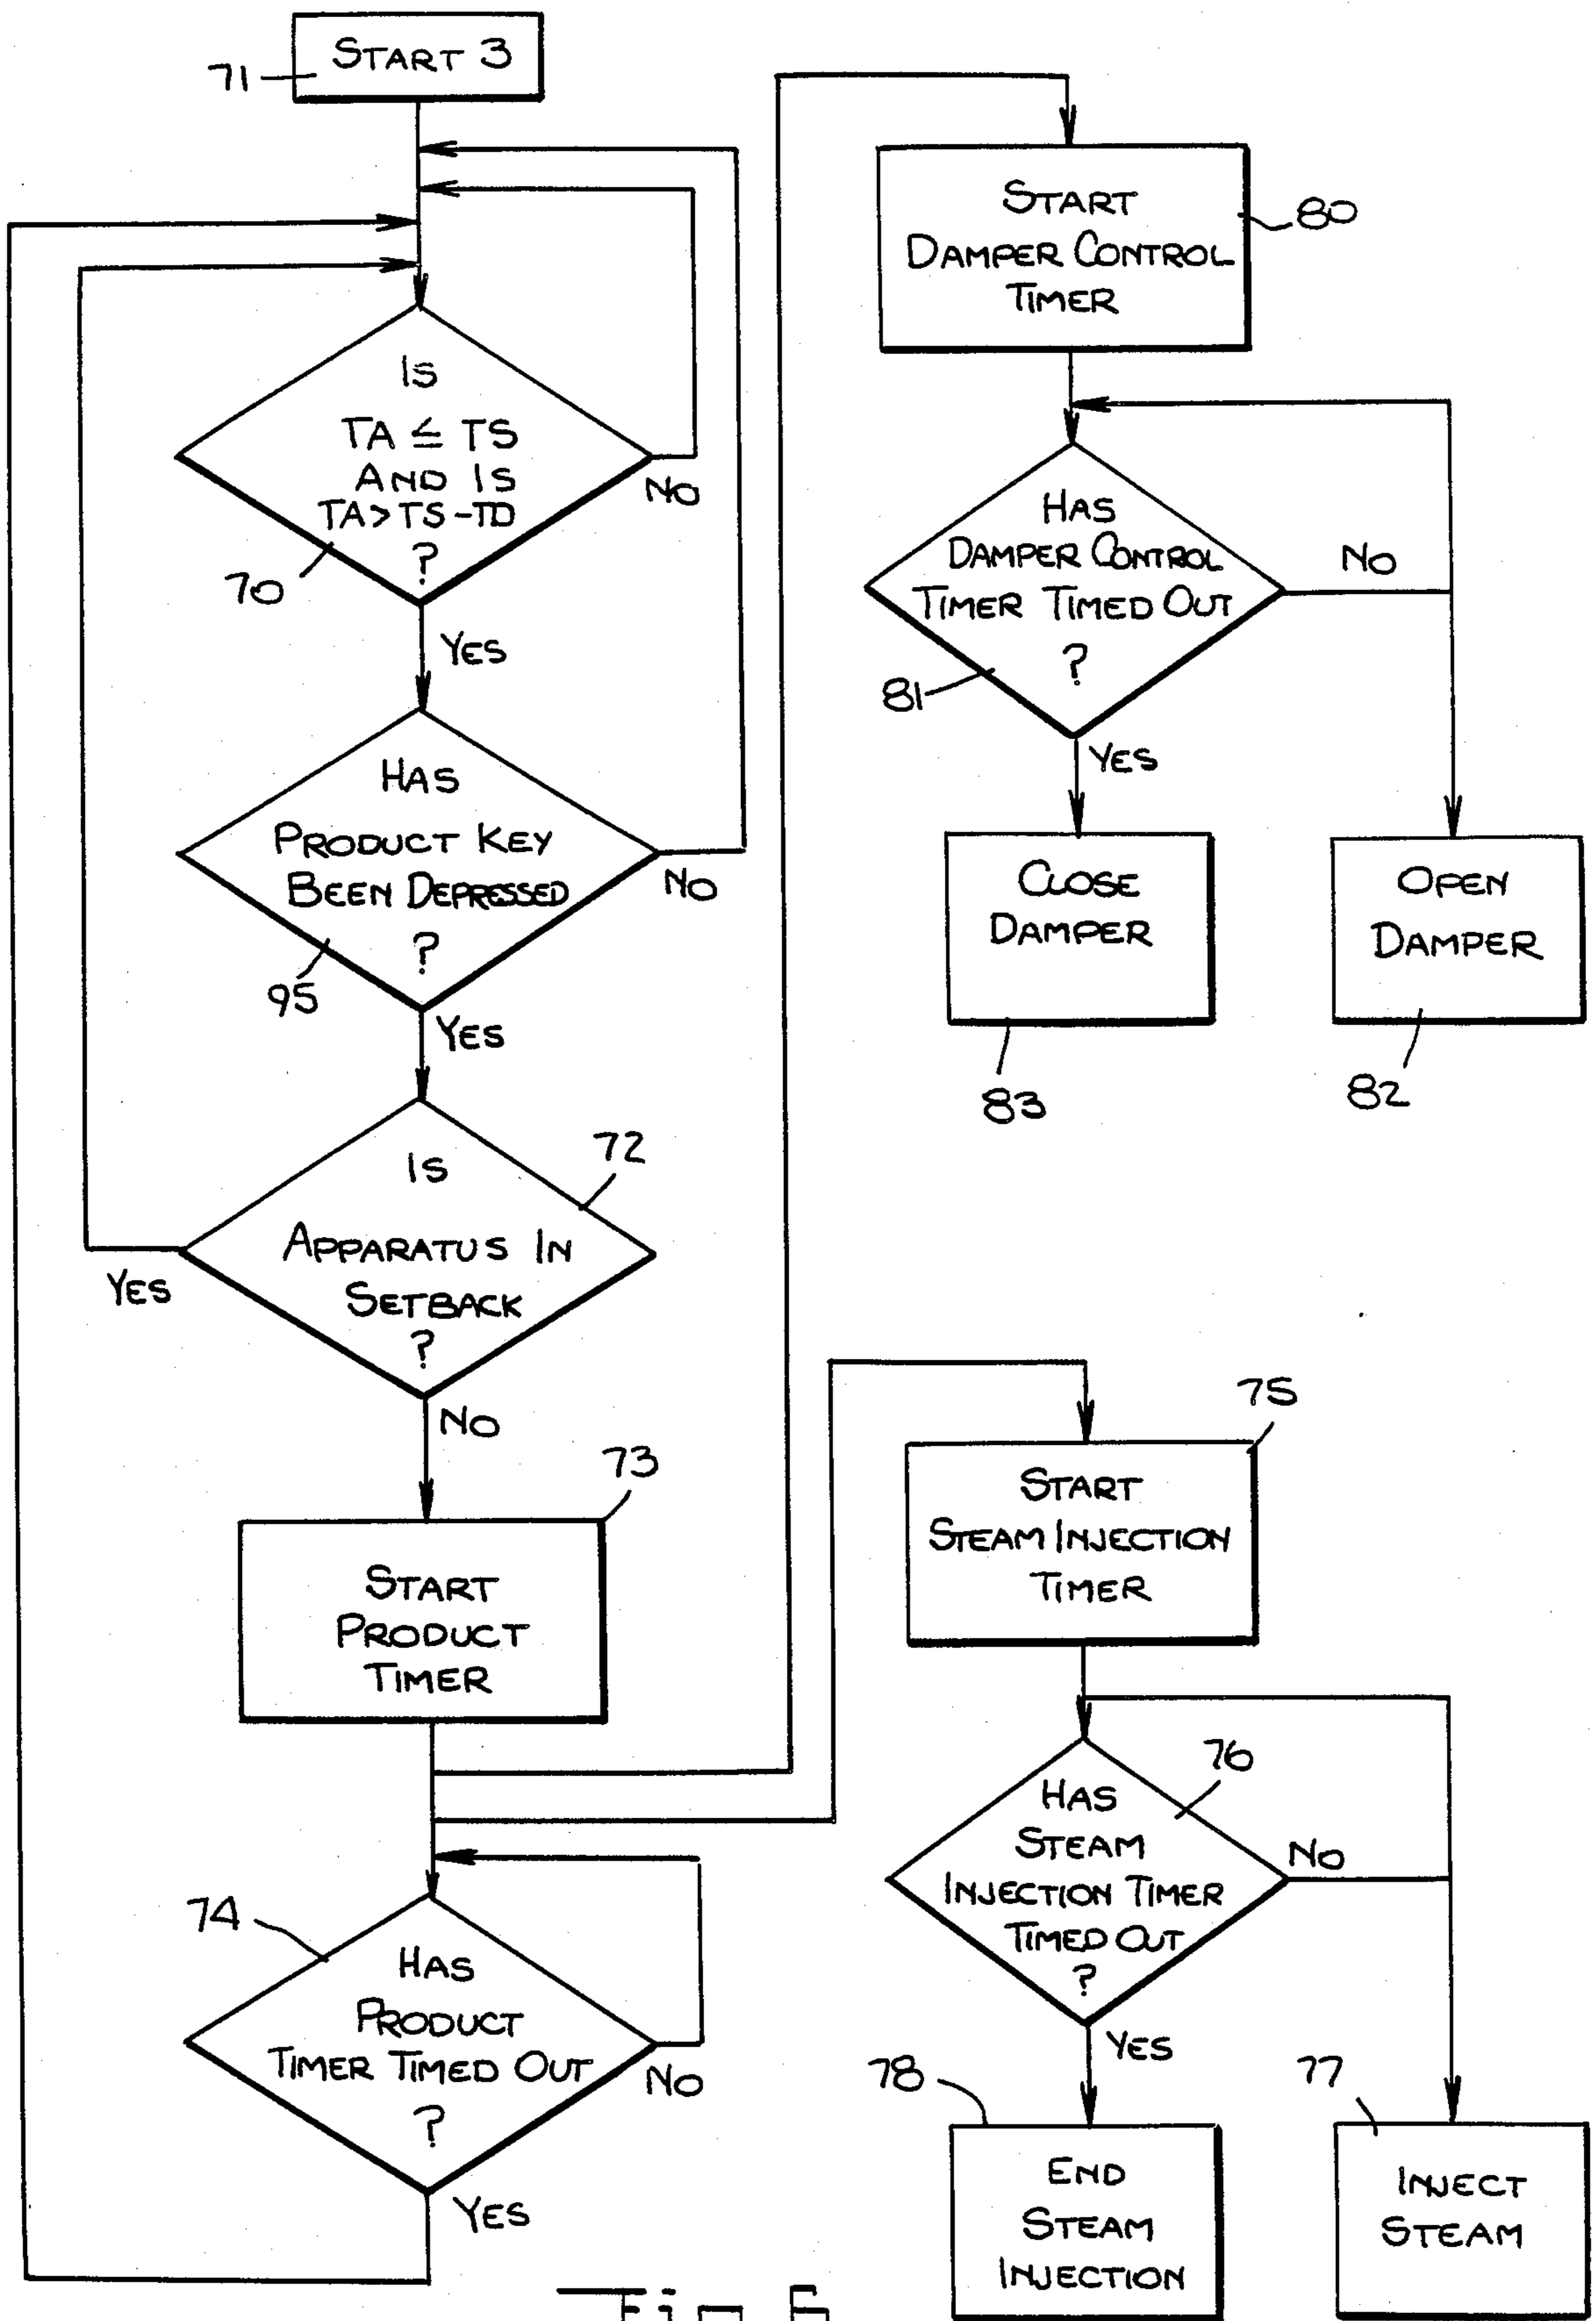 START 3
71
IS
TA ≤ TS
AND IS
TA > TS - TD
?
NO
70
YES
HAS
PRODUCT KEY
BEEN DEPRESSED
?
NO
95
YES
IS
APPARATUS IN
SETBACK
?
72
YES
NO
73
START
PRODUCT
TIMER
74
HAS
PRODUCT
TIMER TIMED OUT
?
NO
YES
START
DAMPER CONTROL
TIMER
80
HAS
DAMPER CONTROL
TIMER TIMED OUT
?
NO
81
YES
CLOSE
DAMPER
83
OPEN
DAMPER
82
75
START
STEAM INJECTION
TIMER
76
HAS
STEAM
INJECTION TIMER
TIMED OUT
?
NO
YES
78
END
STEAM
INJECTION
77
INJECT
STEAM